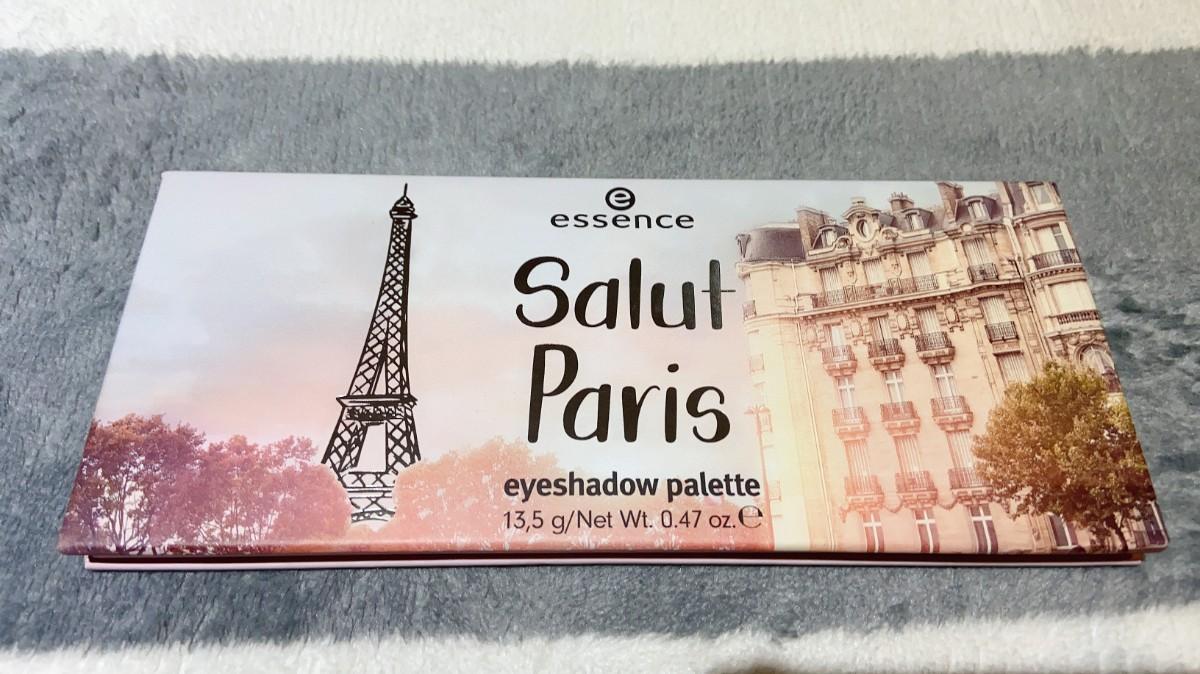 e
essence
Salut
Paris
eyeshadow palette
13,5 g/Net Wt. 0.47 oz.℮